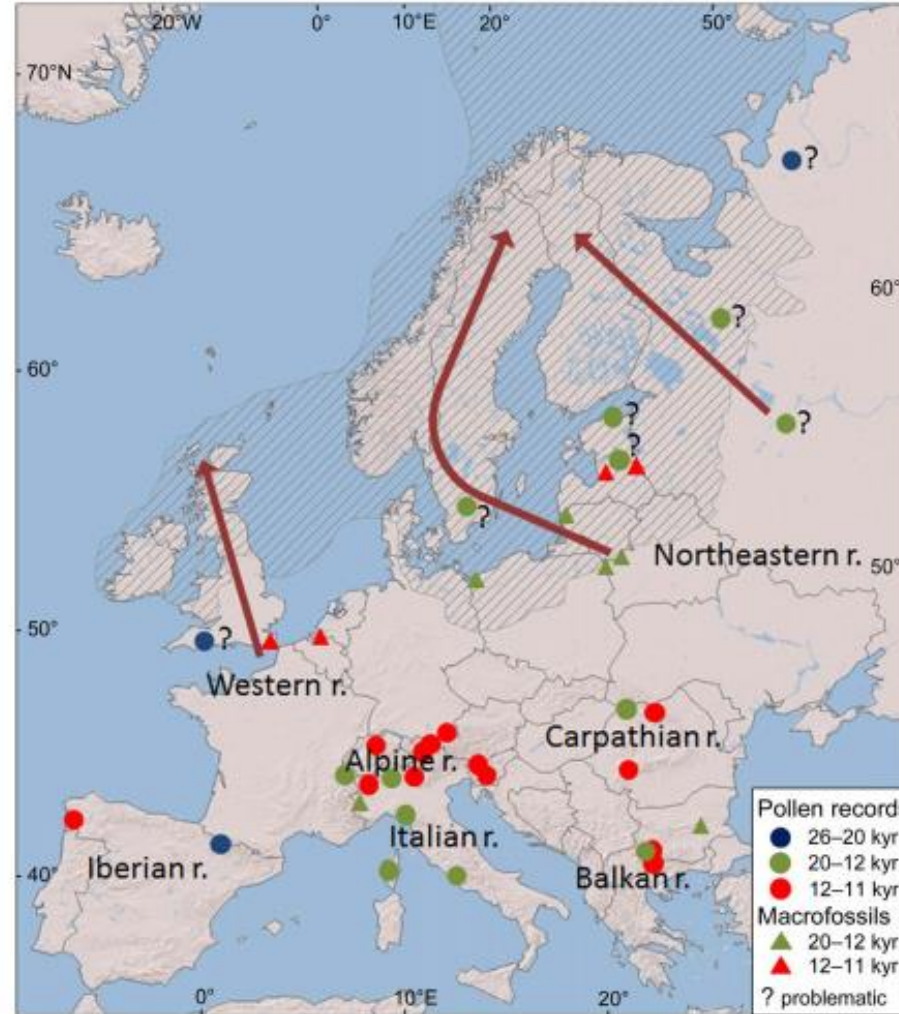 20°W 0° 10°E 20° 50°
70°N
?
60°
?
60°
?
?
?
?
Northeastern r.
50°
50°
?
Western r.
Carpathian r.
Alpine r.
Italian r.
Iberian r.
Balkan r.
40°
Pollen records
26–20 kyr
20–12 kyr
12–11 kyr
Macrofossils
20–12 kyr
12–11 kyr
? problematic
0° 10°E 20°